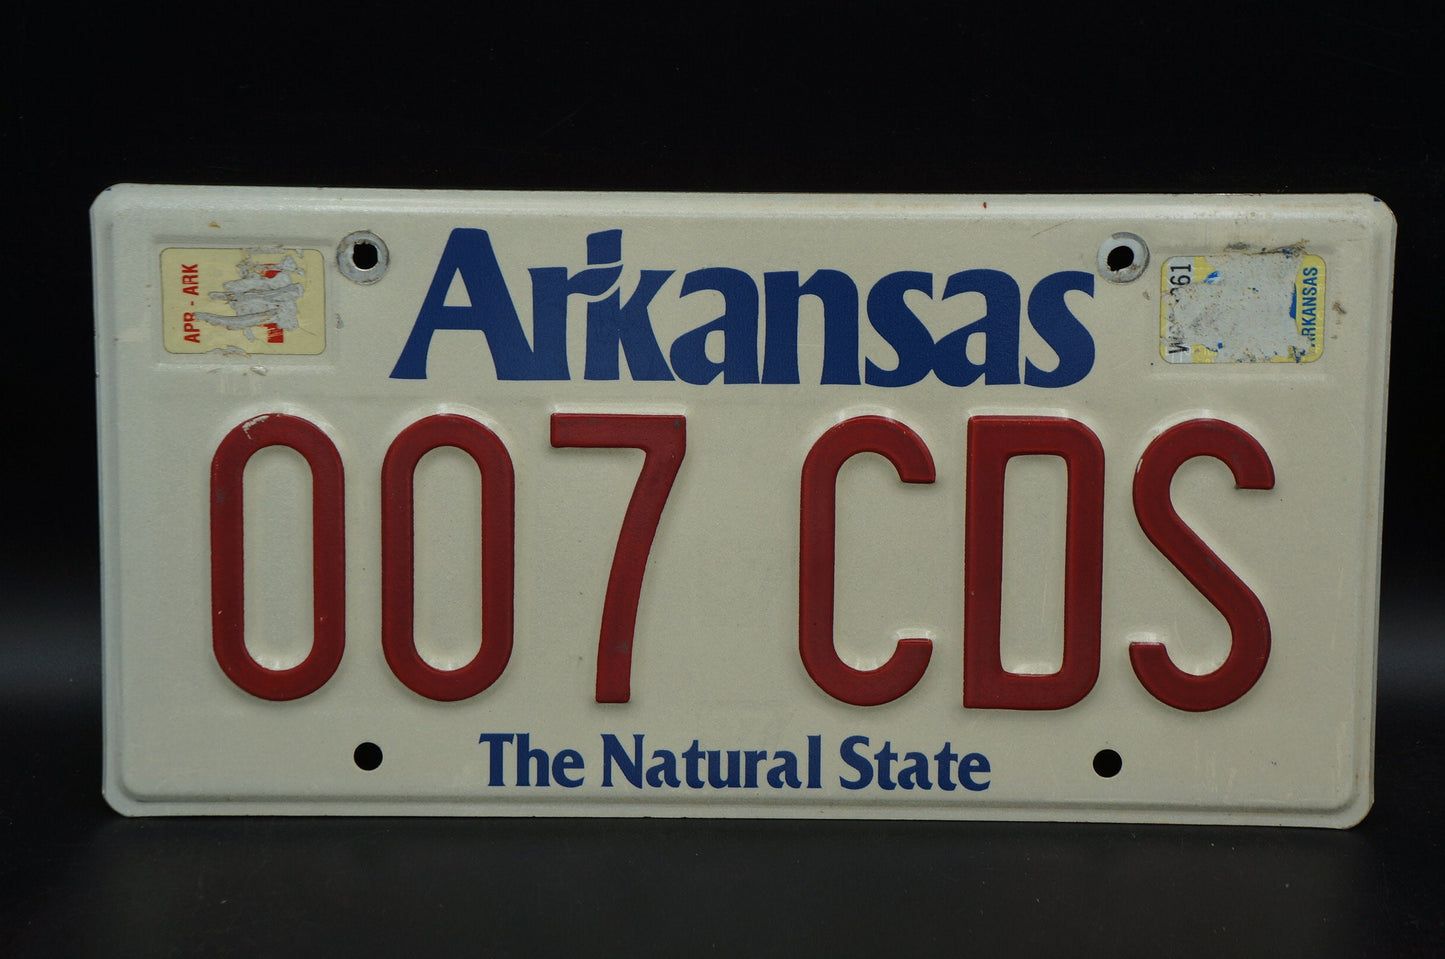 Arkansas
APR - ARK
ARKANSAS
007 CDS
The Natural State